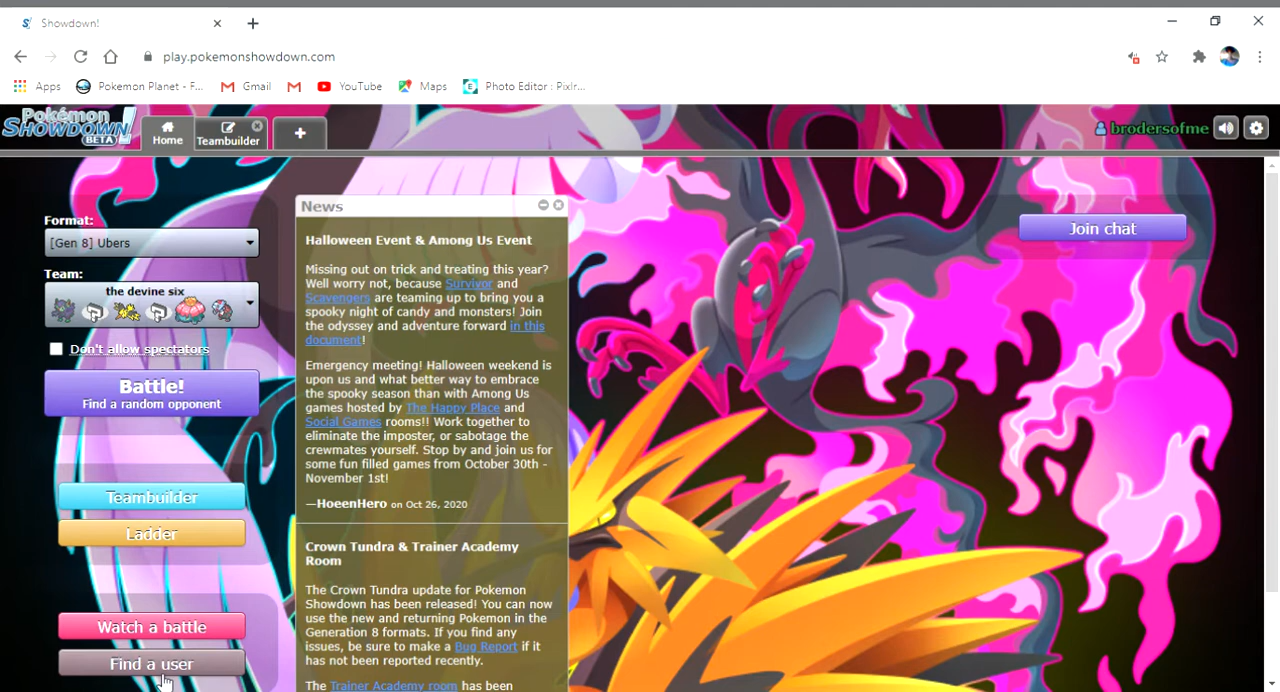 Showdown!
play.pokemonshowdown.com
Apps Pokemon Planet - F... Gmail YouTube Maps Photo Editor : Pixlr...
Pokémon
SHOWDOWN!
BETA
Home
Teambuilder
brodersofme
Format:
[Gen 8] Ubers
Team:
the devine six
Don't allow spectators
Battle!
Find a random opponent
Teambuilder
Ladder
Watch a battle
Find a user
News
Halloween Event & Among Us Event
Missing out on trick and treating this year?
Well worry not, because Survivor and
Scavengers are teaming up to bring you a
spooky night of candy and monsters! Join
the odyssey and adventure forward in this
document!
Emergency meeting! Halloween weekend is
upon us and what better way to embrace
the spooky season than with Among Us
games hosted by The Happy Place and
Social Games rooms!! Work together to
eliminate the imposter, or sabotage the
crewmates yourself. Stop by and join us for
some fun filled games from October 30th -
November 1st!
—HoeenHero on Oct 26, 2020
Crown Tundra & Trainer Academy
Room
The Crown Tundra update for Pokemon
Showdown has been released! You can now
use the new and returning Pokemon in the
Generation 8 formats. If you find any
issues, be sure to make a Bug Report if it
has not been reported recently.
The Trainer Academy room has been
Join chat